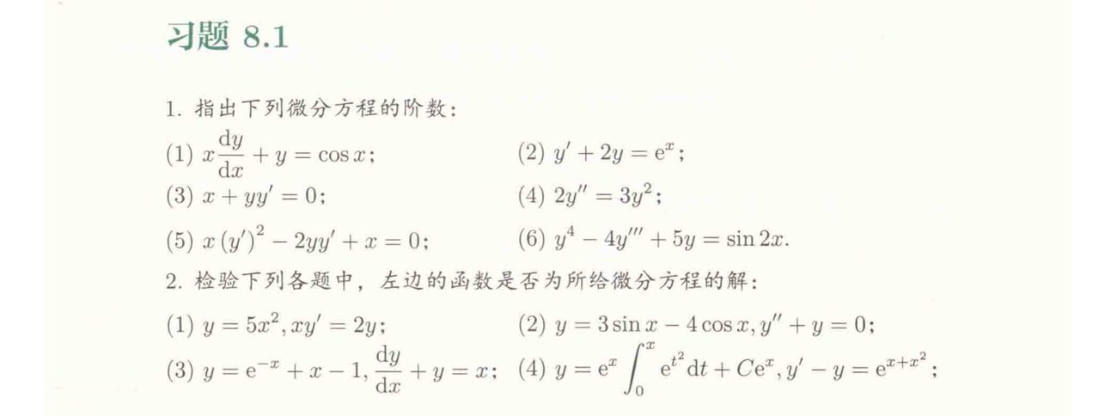 习题 8.1
1. 指出下列微分方程的阶数:
(1) x dy/dx + y = cos x; (2) y′ + 2y = eˣ;
(3) x + yy′ = 0; (4) 2y″ = 3y²;
(5) x (y′)² − 2yy′ + x = 0; (6) y⁴ − 4y‴ + 5y = sin 2x.
2. 检验下列各题中，左边的函数是否为所给微分方程的解:
(1) y = 5x², xy′ = 2y; (2) y = 3 sin x − 4 cos x, y″ + y = 0;
(3) y = e⁻ˣ + x − 1, dy/dx + y = x; (4) y = eˣ ∫₀ˣ e^{t²} dt + Ceˣ, y′ − y = e^{x+x²};